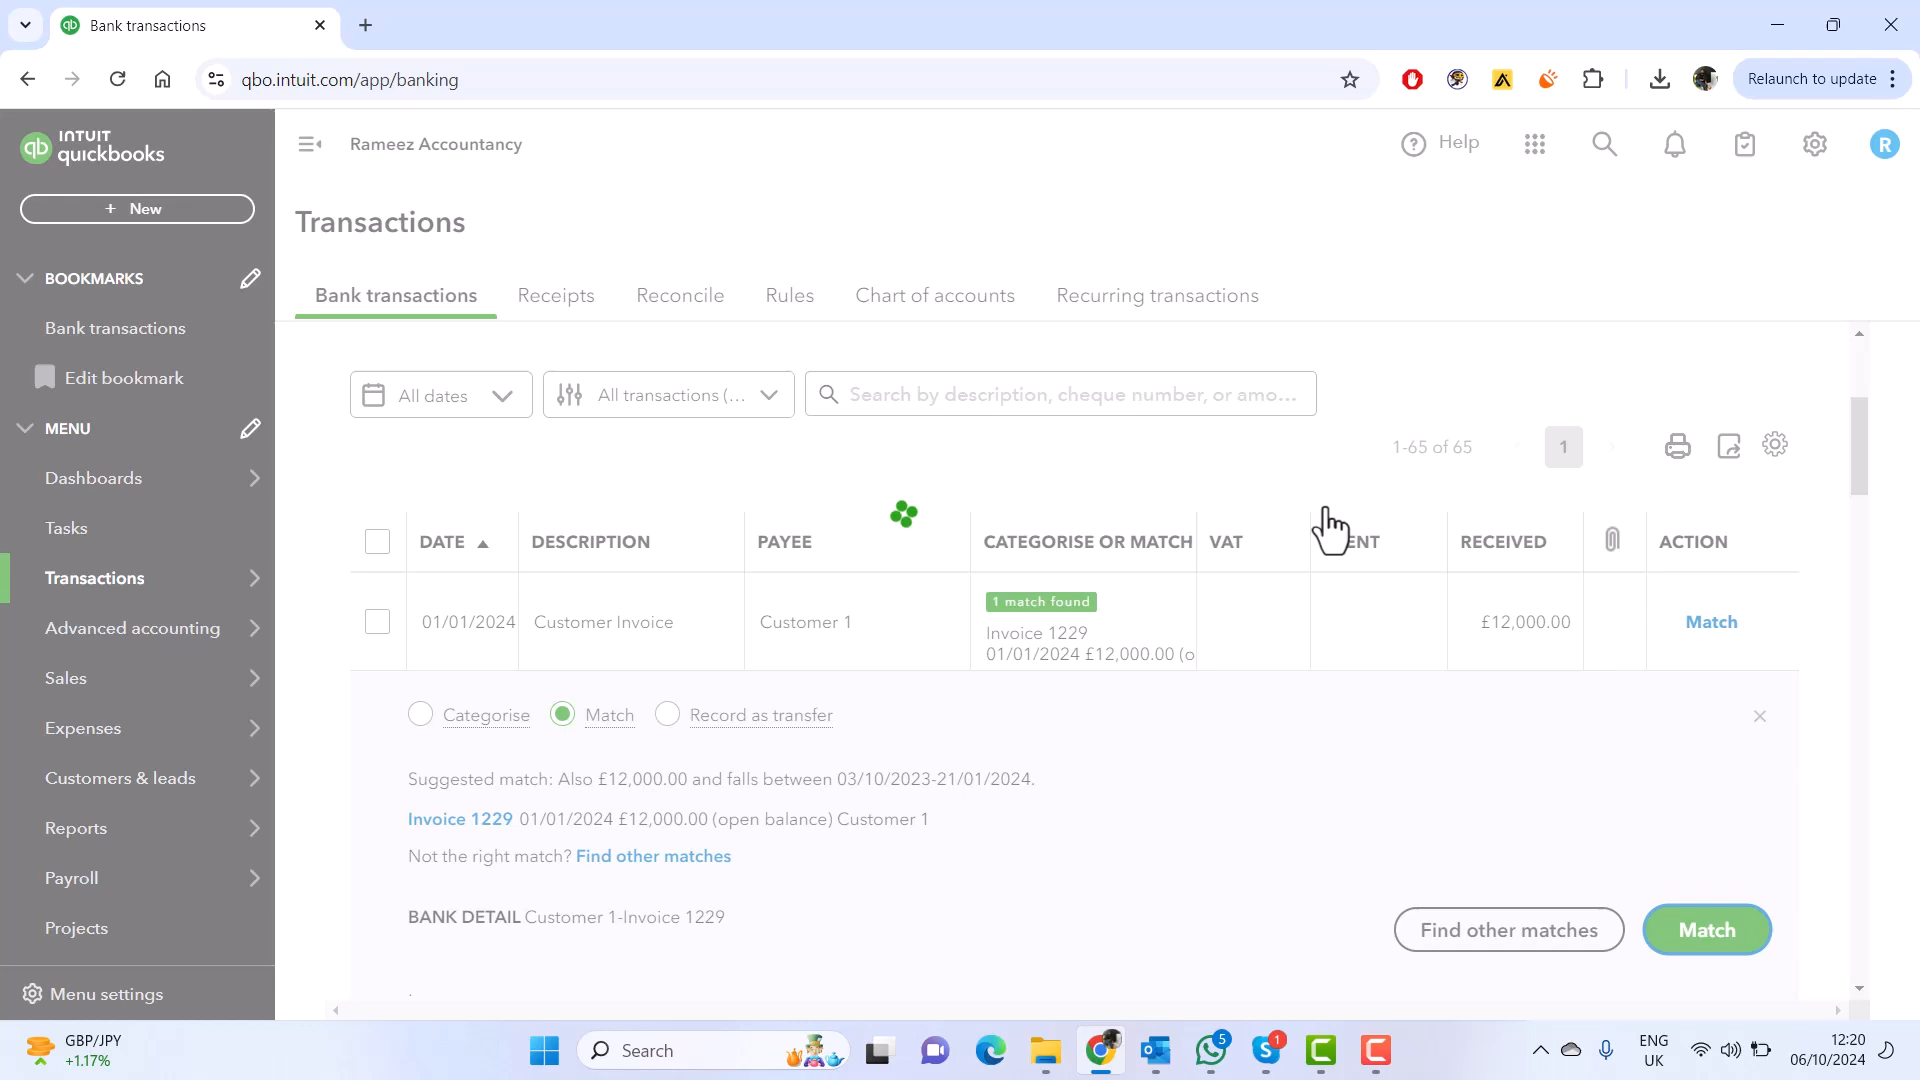 Bank transactions
qbo.intuit.com/app/banking
Relaunch to update
INTUIT
quickbooks
Rameez Accountancy
Help
R
+ New
Transactions
BOOKMARKS
Bank transactions
Edit bookmark
MENU
Dashboards
Tasks
Transactions
Advanced accounting
Sales
Expenses
Customers & leads
Reports
Payroll
Projects
Menu settings
Bank transactions Receipts Reconcile Rules Chart of accounts Recurring transactions
All dates All transactions (... Search by description, cheque number, or amo...
1-65 of 65 1
DATE DESCRIPTION PAYEE CATEGORISE OR MATCH VAT ENT RECEIVED ACTION
1 match found
01/01/2024 Customer Invoice Customer 1 £12,000.00 Match
Invoice 1229
01/01/2024 £12,000.00 (o
Categorise Match Record as transfer
Suggested match: Also £12,000.00 and falls between 03/10/2023-21/01/2024.
Invoice 1229 01/01/2024 £12,000.00 (open balance) Customer 1
Not the right match? Find other matches
BANK DETAIL Customer 1-Invoice 1229
Find other matches Match
GBP/JPY
+1.17%
Search
5
1
ENG
UK
12:20
06/10/2024